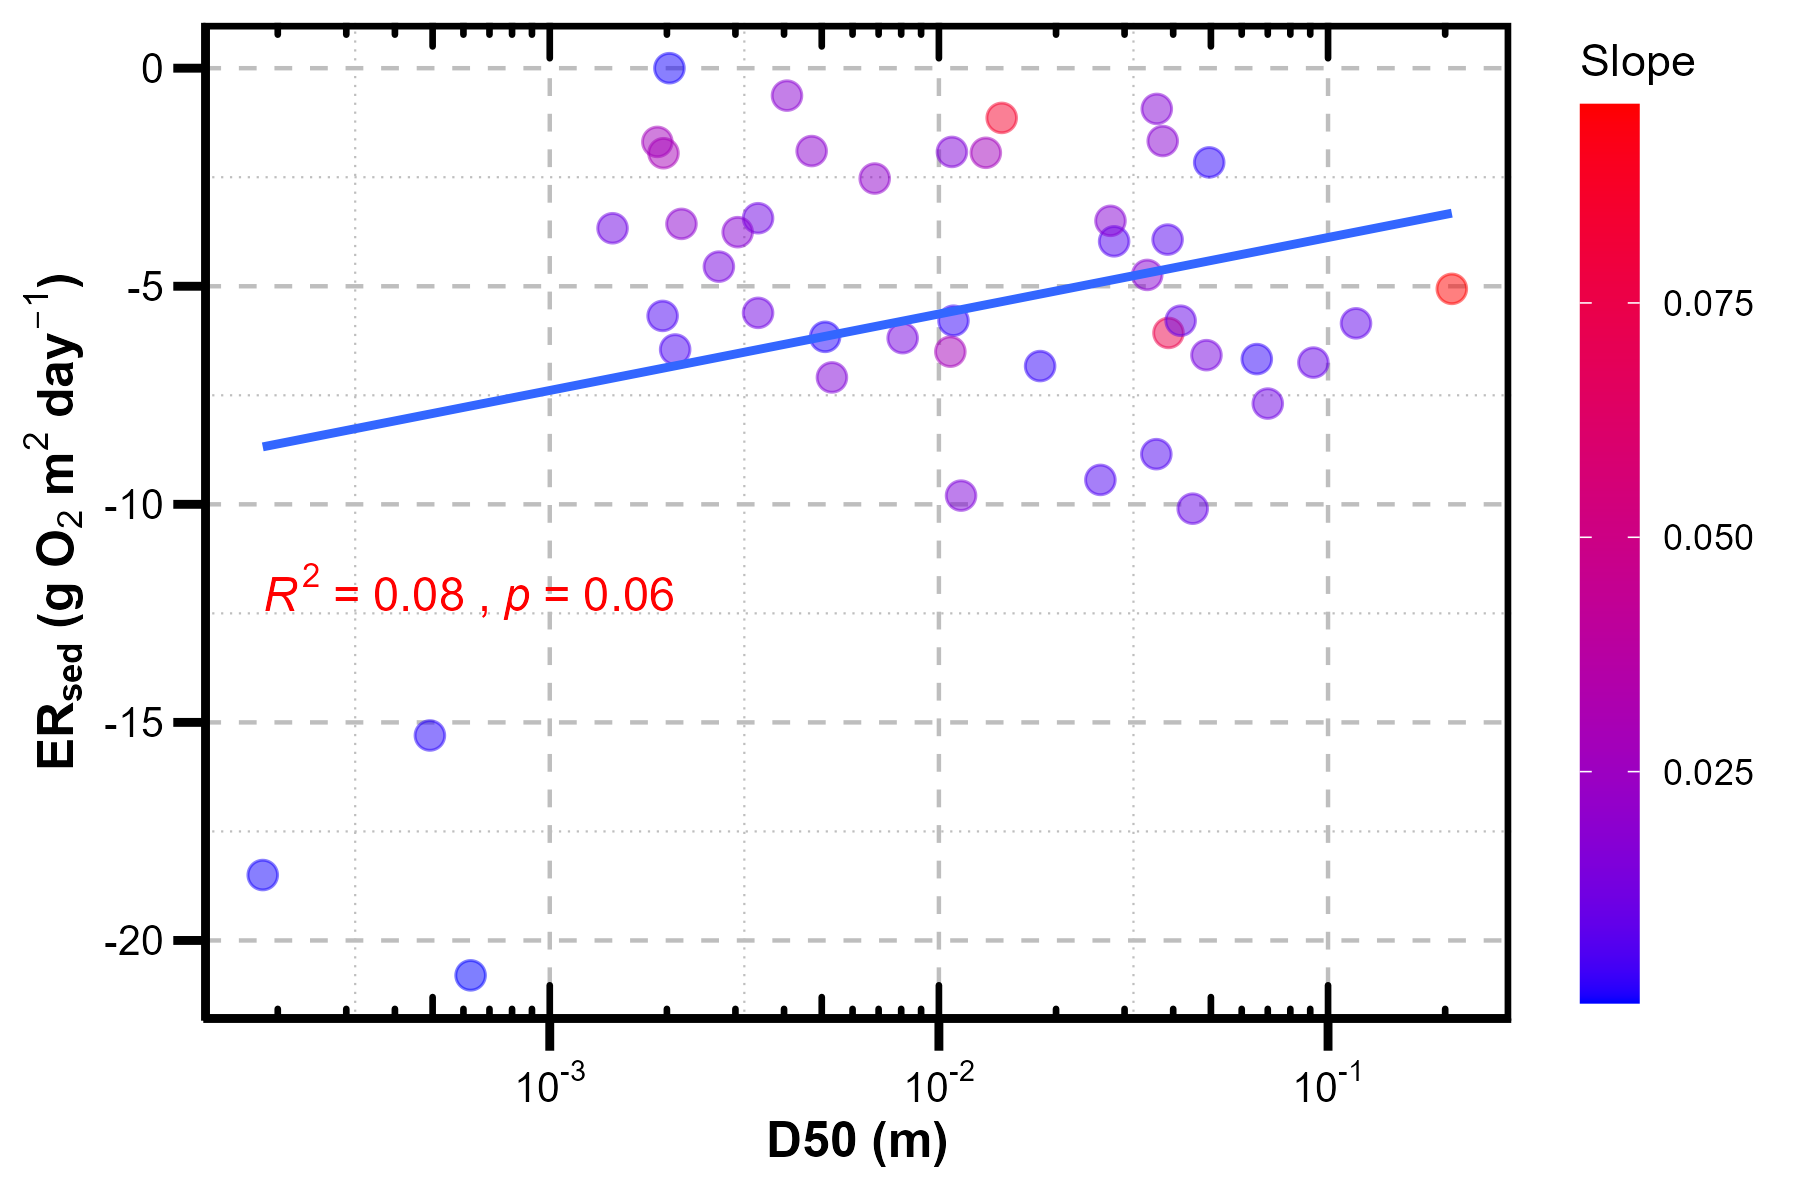 Slope
0
-5
-10
-15
-20
0.075
0.050
0.025
ER_sed (g O₂ m² day⁻¹)
R² = 0.08 , p = 0.06
10⁻³ 10⁻² 10⁻¹
D50 (m)